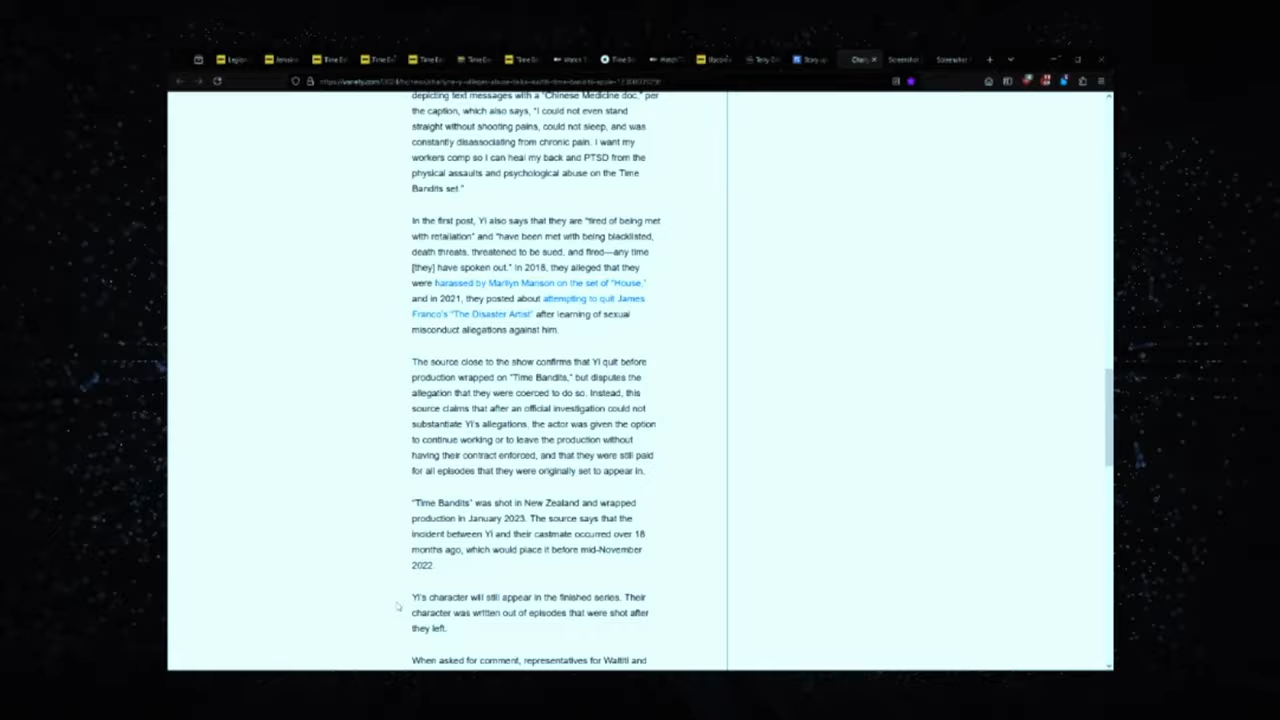 depicting text messages with a "Chinese Medicine doc," per
the caption, which also says, "I could not even stand
straight without shooting pains, could not sleep, and was
constantly disassociating from chronic pain. I want my
workers comp so I can heal my back and PTSD from the
physical assaults and psychological abuse on the Time
Bandits set."
In the first post, Yi also says that they are "tired of being met
with retaliation" and "have been met with being blacklisted,
death threats, threatened to be sued, and fired—any time
[they] have spoken out." In 2018, they alleged that they
were harassed by Marilyn Manson on the set of "House,"
and in 2021, they posted about attempting to quit James
Franco's "The Disaster Artist" after learning of sexual
misconduct allegations against him.
The source close to the show confirms that Yi quit before
production wrapped on "Time Bandits," but disputes the
allegation that they were coerced to do so. Instead, this
source claims that after an official investigation could not
substantiate Yi's allegations, the actor was given the option
to continue working or to leave the production without
having their contract enforced, and that they were still paid
for all episodes that they were originally set to appear in.
"Time Bandits" was shot in New Zealand and wrapped
production in January 2023. The source says that the
incident between Yi and their castmate occurred over 18
months ago, which would place it before mid-November
2022.
Yi's character will still appear in the finished series. Their
character was written out of episodes that were shot after
they left.
When asked for comment, representatives for Waititi and